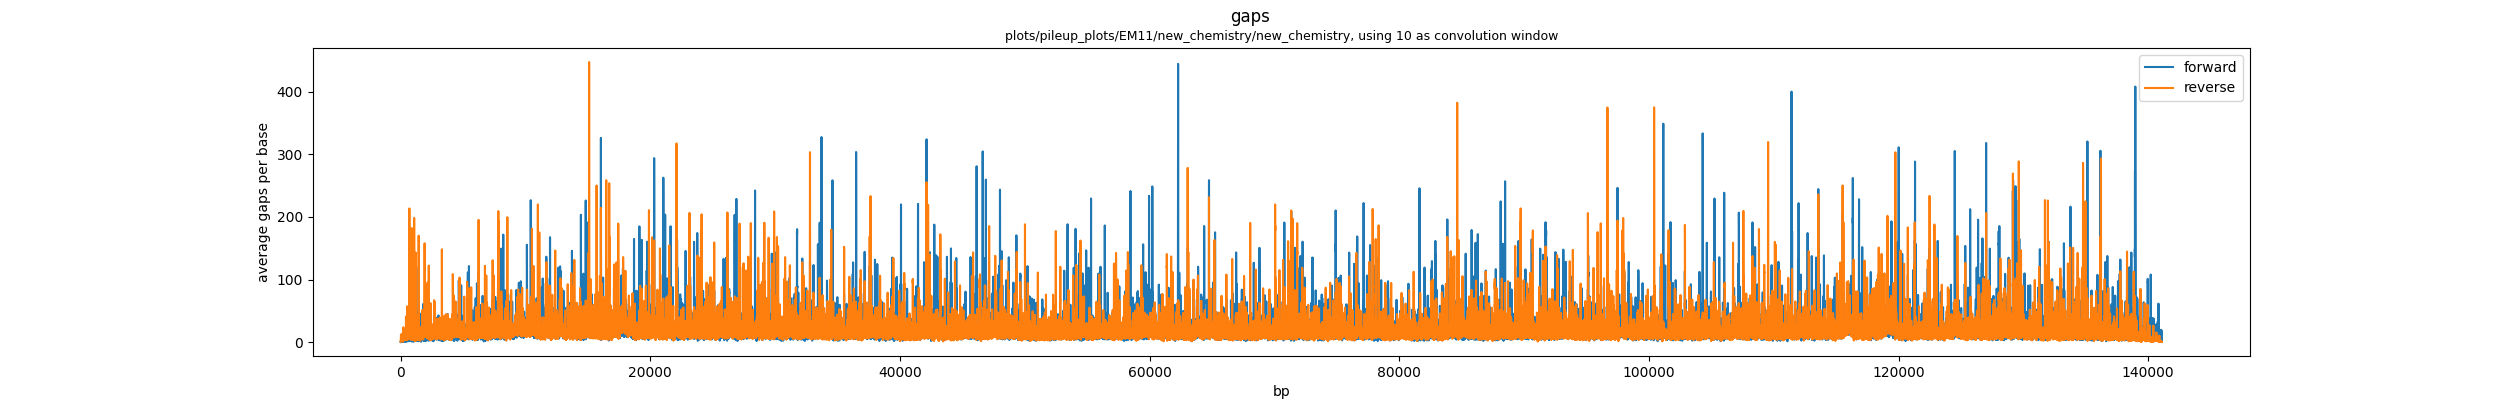 gaps
plots/pileup_plots/EM11/new_chemistry/new_chemistry, using 10 as convolution window
forward
reverse
average gaps per base
400
300
200
100
0
0 20000 40000 60000 80000 100000 120000 140000
bp